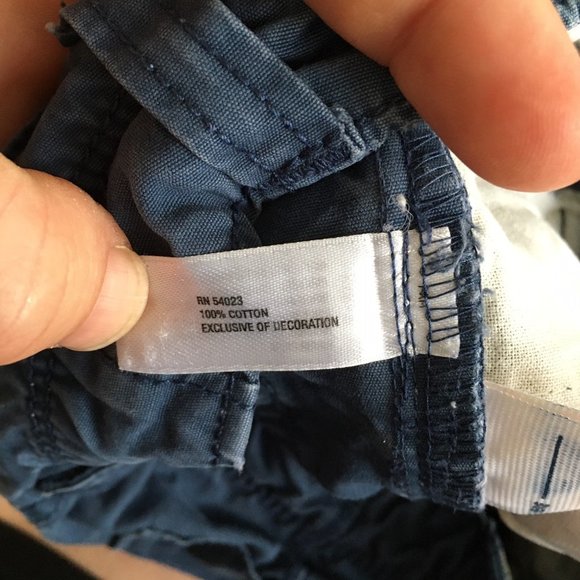 RN 54023
100% COTTON
EXCLUSIVE OF DECORATION